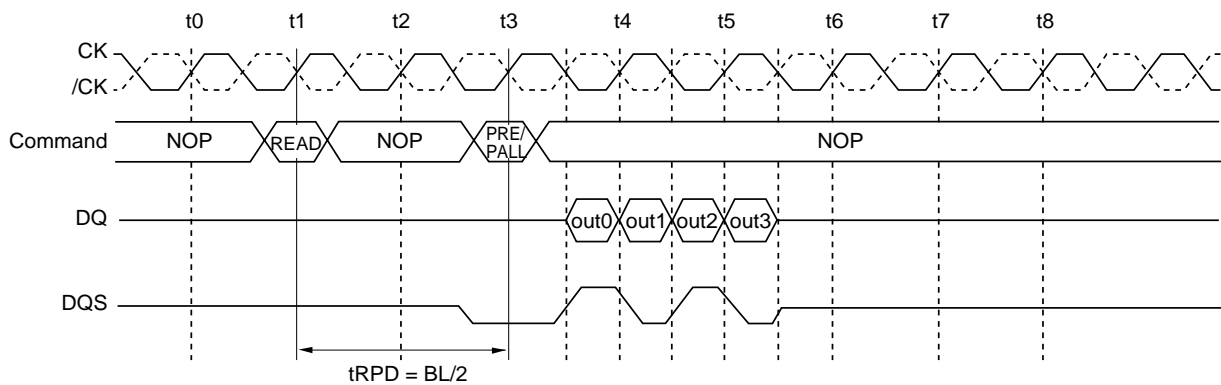 t0 t1 t2 t3 t4 t5 t6 t7 t8
CK
/CK
Command NOP READ NOP PRE/ PALL NOP
DQ out0 out1 out2 out3
DQS
tRPD = BL/2